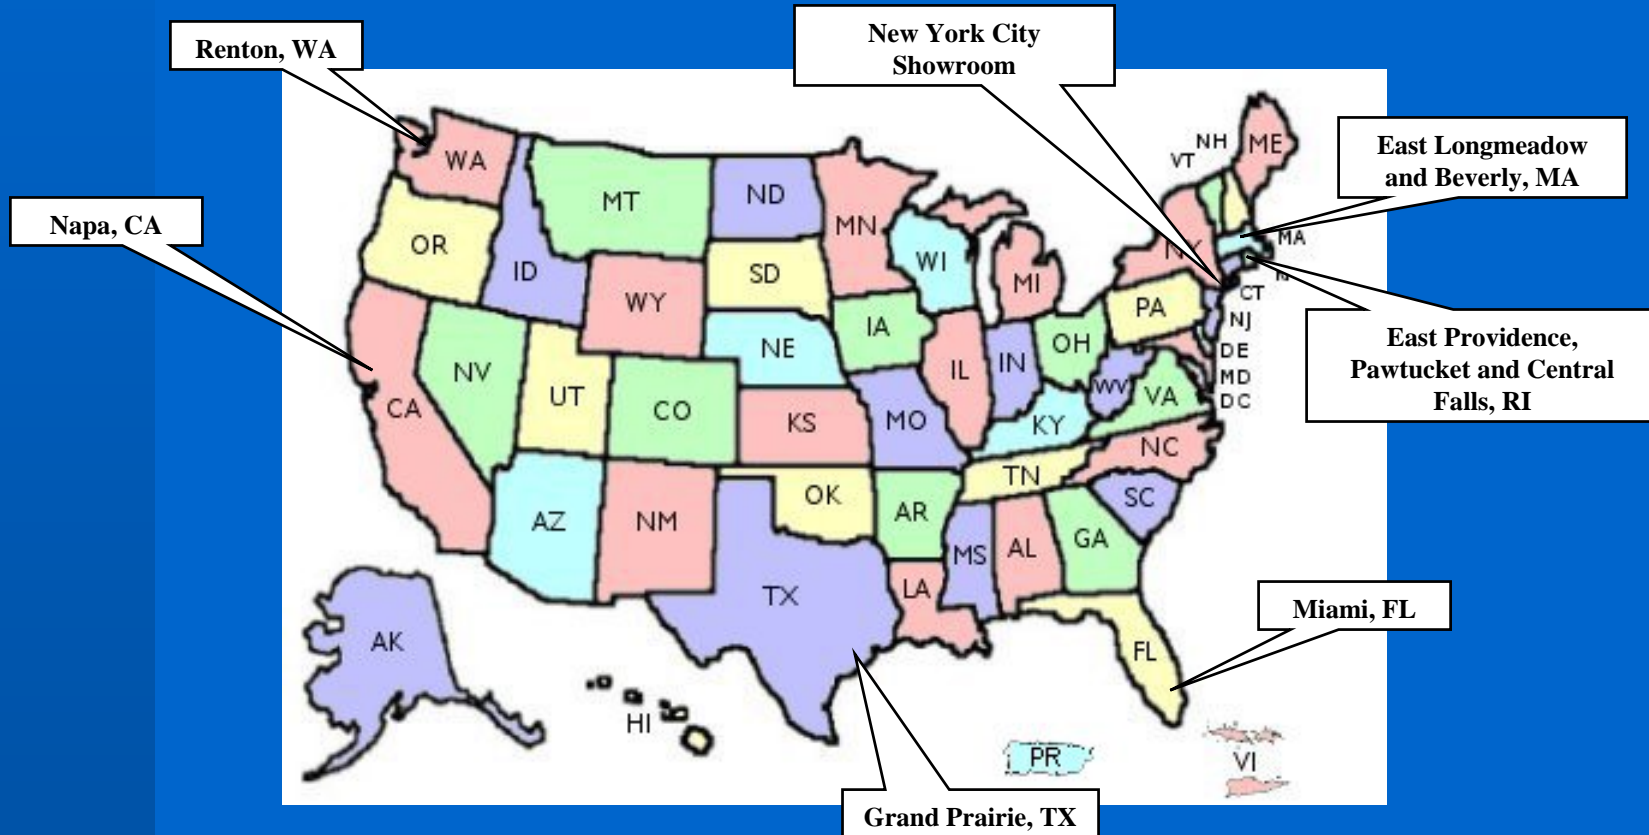 Renton, WA
New York City
Showroom
East Longmeadow
and Beverly, MA
Napa, CA
East Providence,
Pawtucket and Central
Falls, RI
Miami, FL
Grand Prairie, TX
WA
MT
ND
MN
OR
ID
WY
SD
WI
MI
NY
VT
NH
ME
MA
CT
NJ
DE
MD
DC
PA
OH
IN
IL
IA
NE
NV
UT
CO
CA
KS
MO
KY
WV
VA
NC
TN
SC
AZ
NM
OK
AR
TX
LA
MS
AL
GA
FL
AK
HI
PR
VI